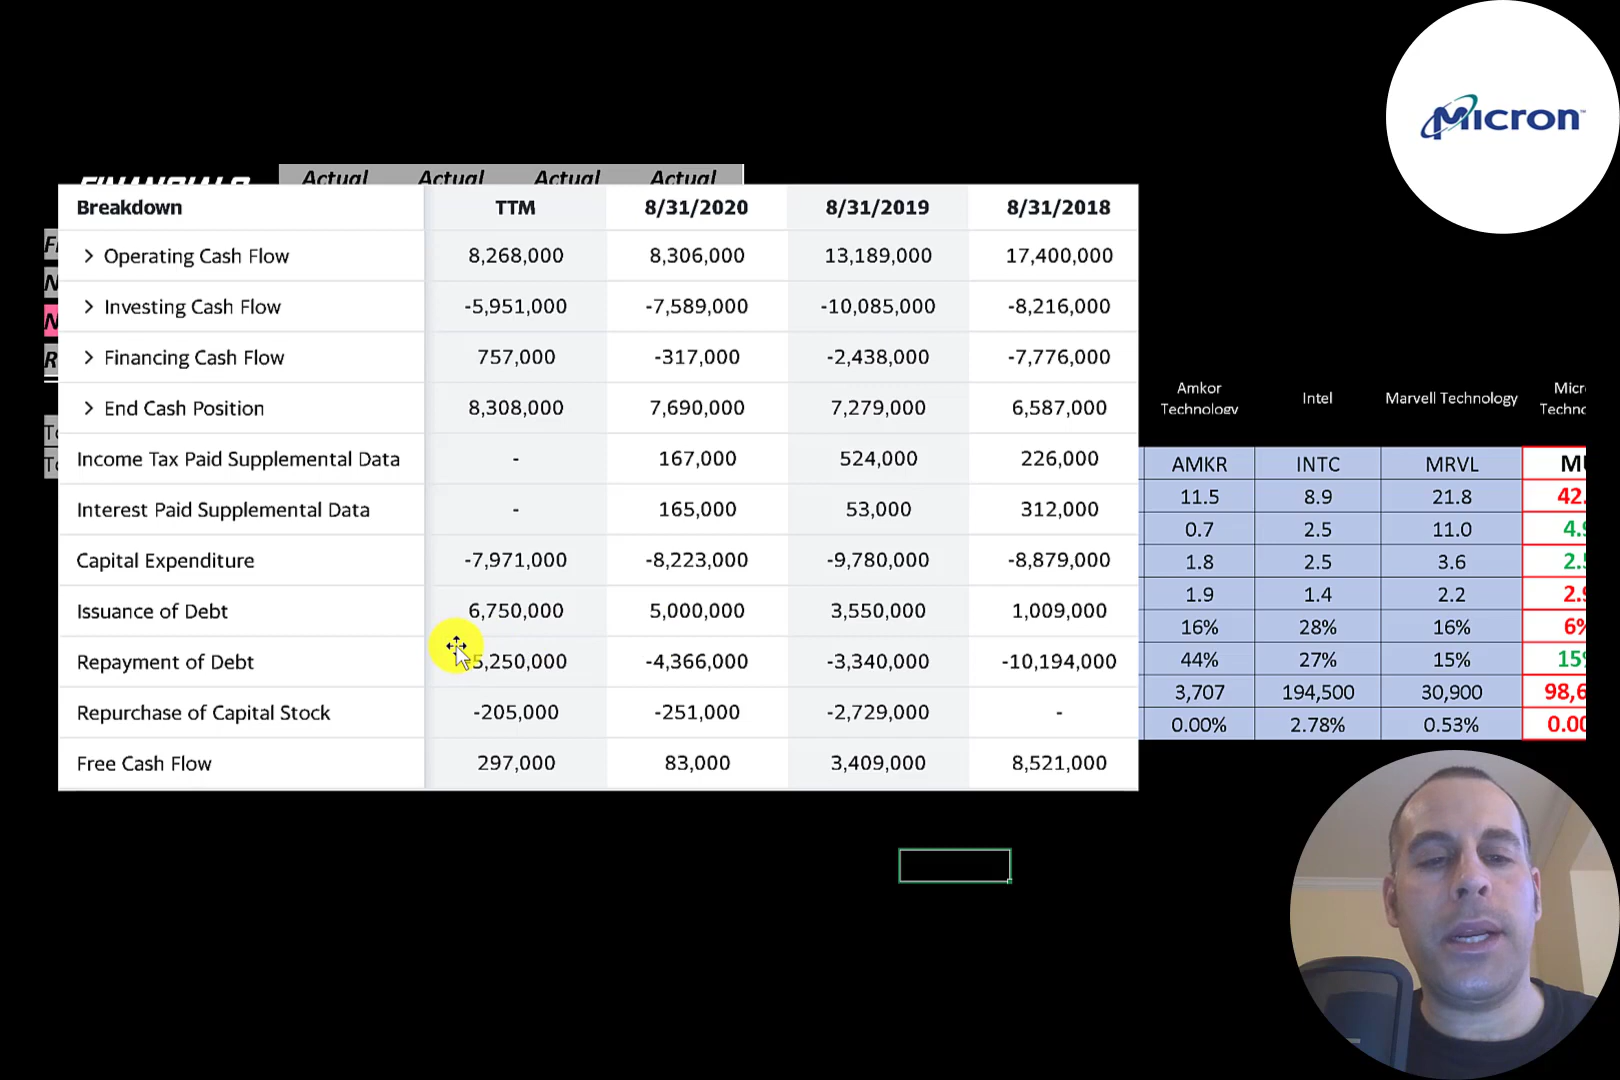 Micron
Actual Actual Actual Actual
Breakdown TTM 8/31/2020 8/31/2019 8/31/2018
Operating Cash Flow 8,268,000 8,306,000 13,189,000 17,400,000
Investing Cash Flow -5,951,000 -7,589,000 -10,085,000 -8,216,000
Financing Cash Flow 757,000 -317,000 -2,438,000 -7,776,000
End Cash Position 8,308,000 7,690,000 7,279,000 6,587,000
Income Tax Paid Supplemental Data - 167,000 524,000 226,000
Interest Paid Supplemental Data - 165,000 53,000 312,000
Capital Expenditure -7,971,000 -8,223,000 -9,780,000 -8,879,000
Issuance of Debt 6,750,000 5,000,000 3,550,000 1,009,000
Repayment of Debt 5,250,000 -4,366,000 -3,340,000 -10,194,000
Repurchase of Capital Stock -205,000 -251,000 -2,729,000 -
Free Cash Flow 297,000 83,000 3,409,000 8,521,000
Amkor Technology Intel Marvell Technology
AMKR INTC MRVL
11.5 8.9 21.8 42.
0.7 2.5 11.0 4.
1.8 2.5 3.6 2.
1.9 1.4 2.2 2.
16% 28% 16% 6%
44% 27% 15% 15%
3,707 194,500 30,900 98,6
0.00% 2.78% 0.53% 0.00